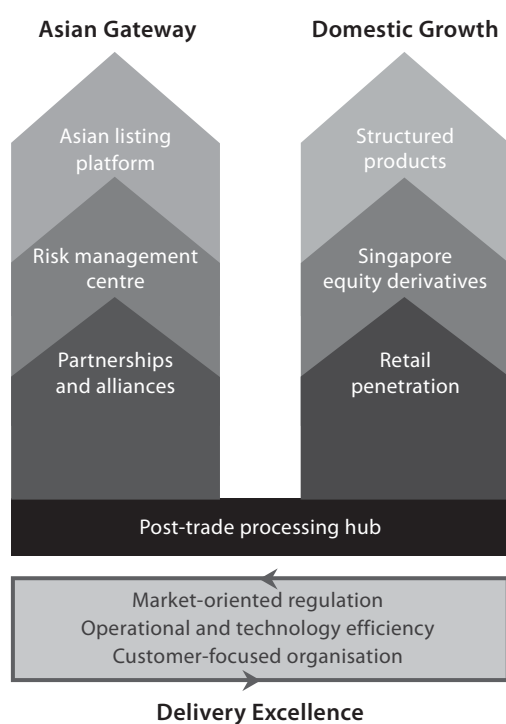 Asian Gateway
Asian listing
platform
Risk management
centre
Partnerships
and alliances
Domestic Growth
Structured
products
Singapore
equity derivatives
Retail
penetration
Post-trade processing hub
Market-oriented regulation
Operational and technology efficiency
Customer-focused organisation
Delivery Excellence